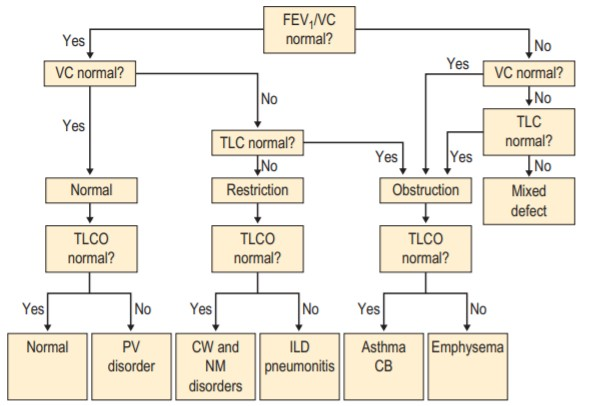 FEV₁/VC
normal?
Yes
No
VC normal?
Yes
VC normal?
No
No
TLC
normal?
Yes
TLC normal?
Yes
Yes
No
No
Normal
Restriction
Obstruction
Mixed
defect
TLCO
normal?
TLCO
normal?
TLCO
normal?
Yes
No
Yes
No
Yes
No
Normal
PV
disorder
CW and
NM
disorders
ILD
pneumonitis
Asthma
CB
Emphysema